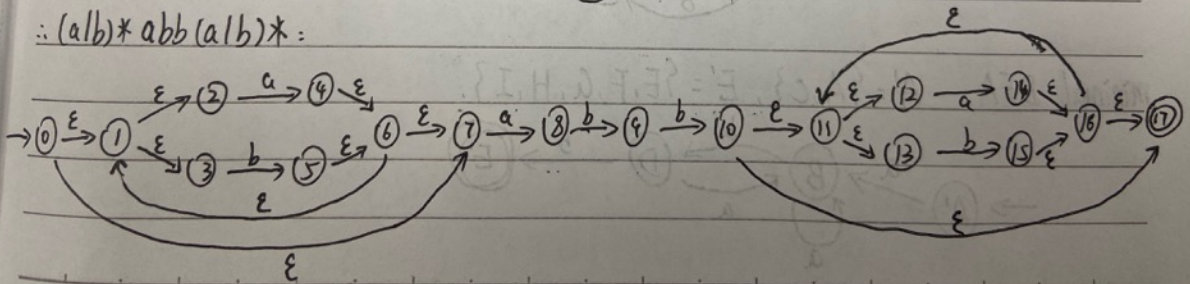 ∴ (a|b)* abb (a|b)* :
ε
ε a ε ε 12 a 14 ε
→ 0 ε 1 2 4 6 ε 7 a 8 b 9 b 10 ε 11 16 ε 17
ε 3 b 5 ε ε 13 b 15 ε
ε ε
ε